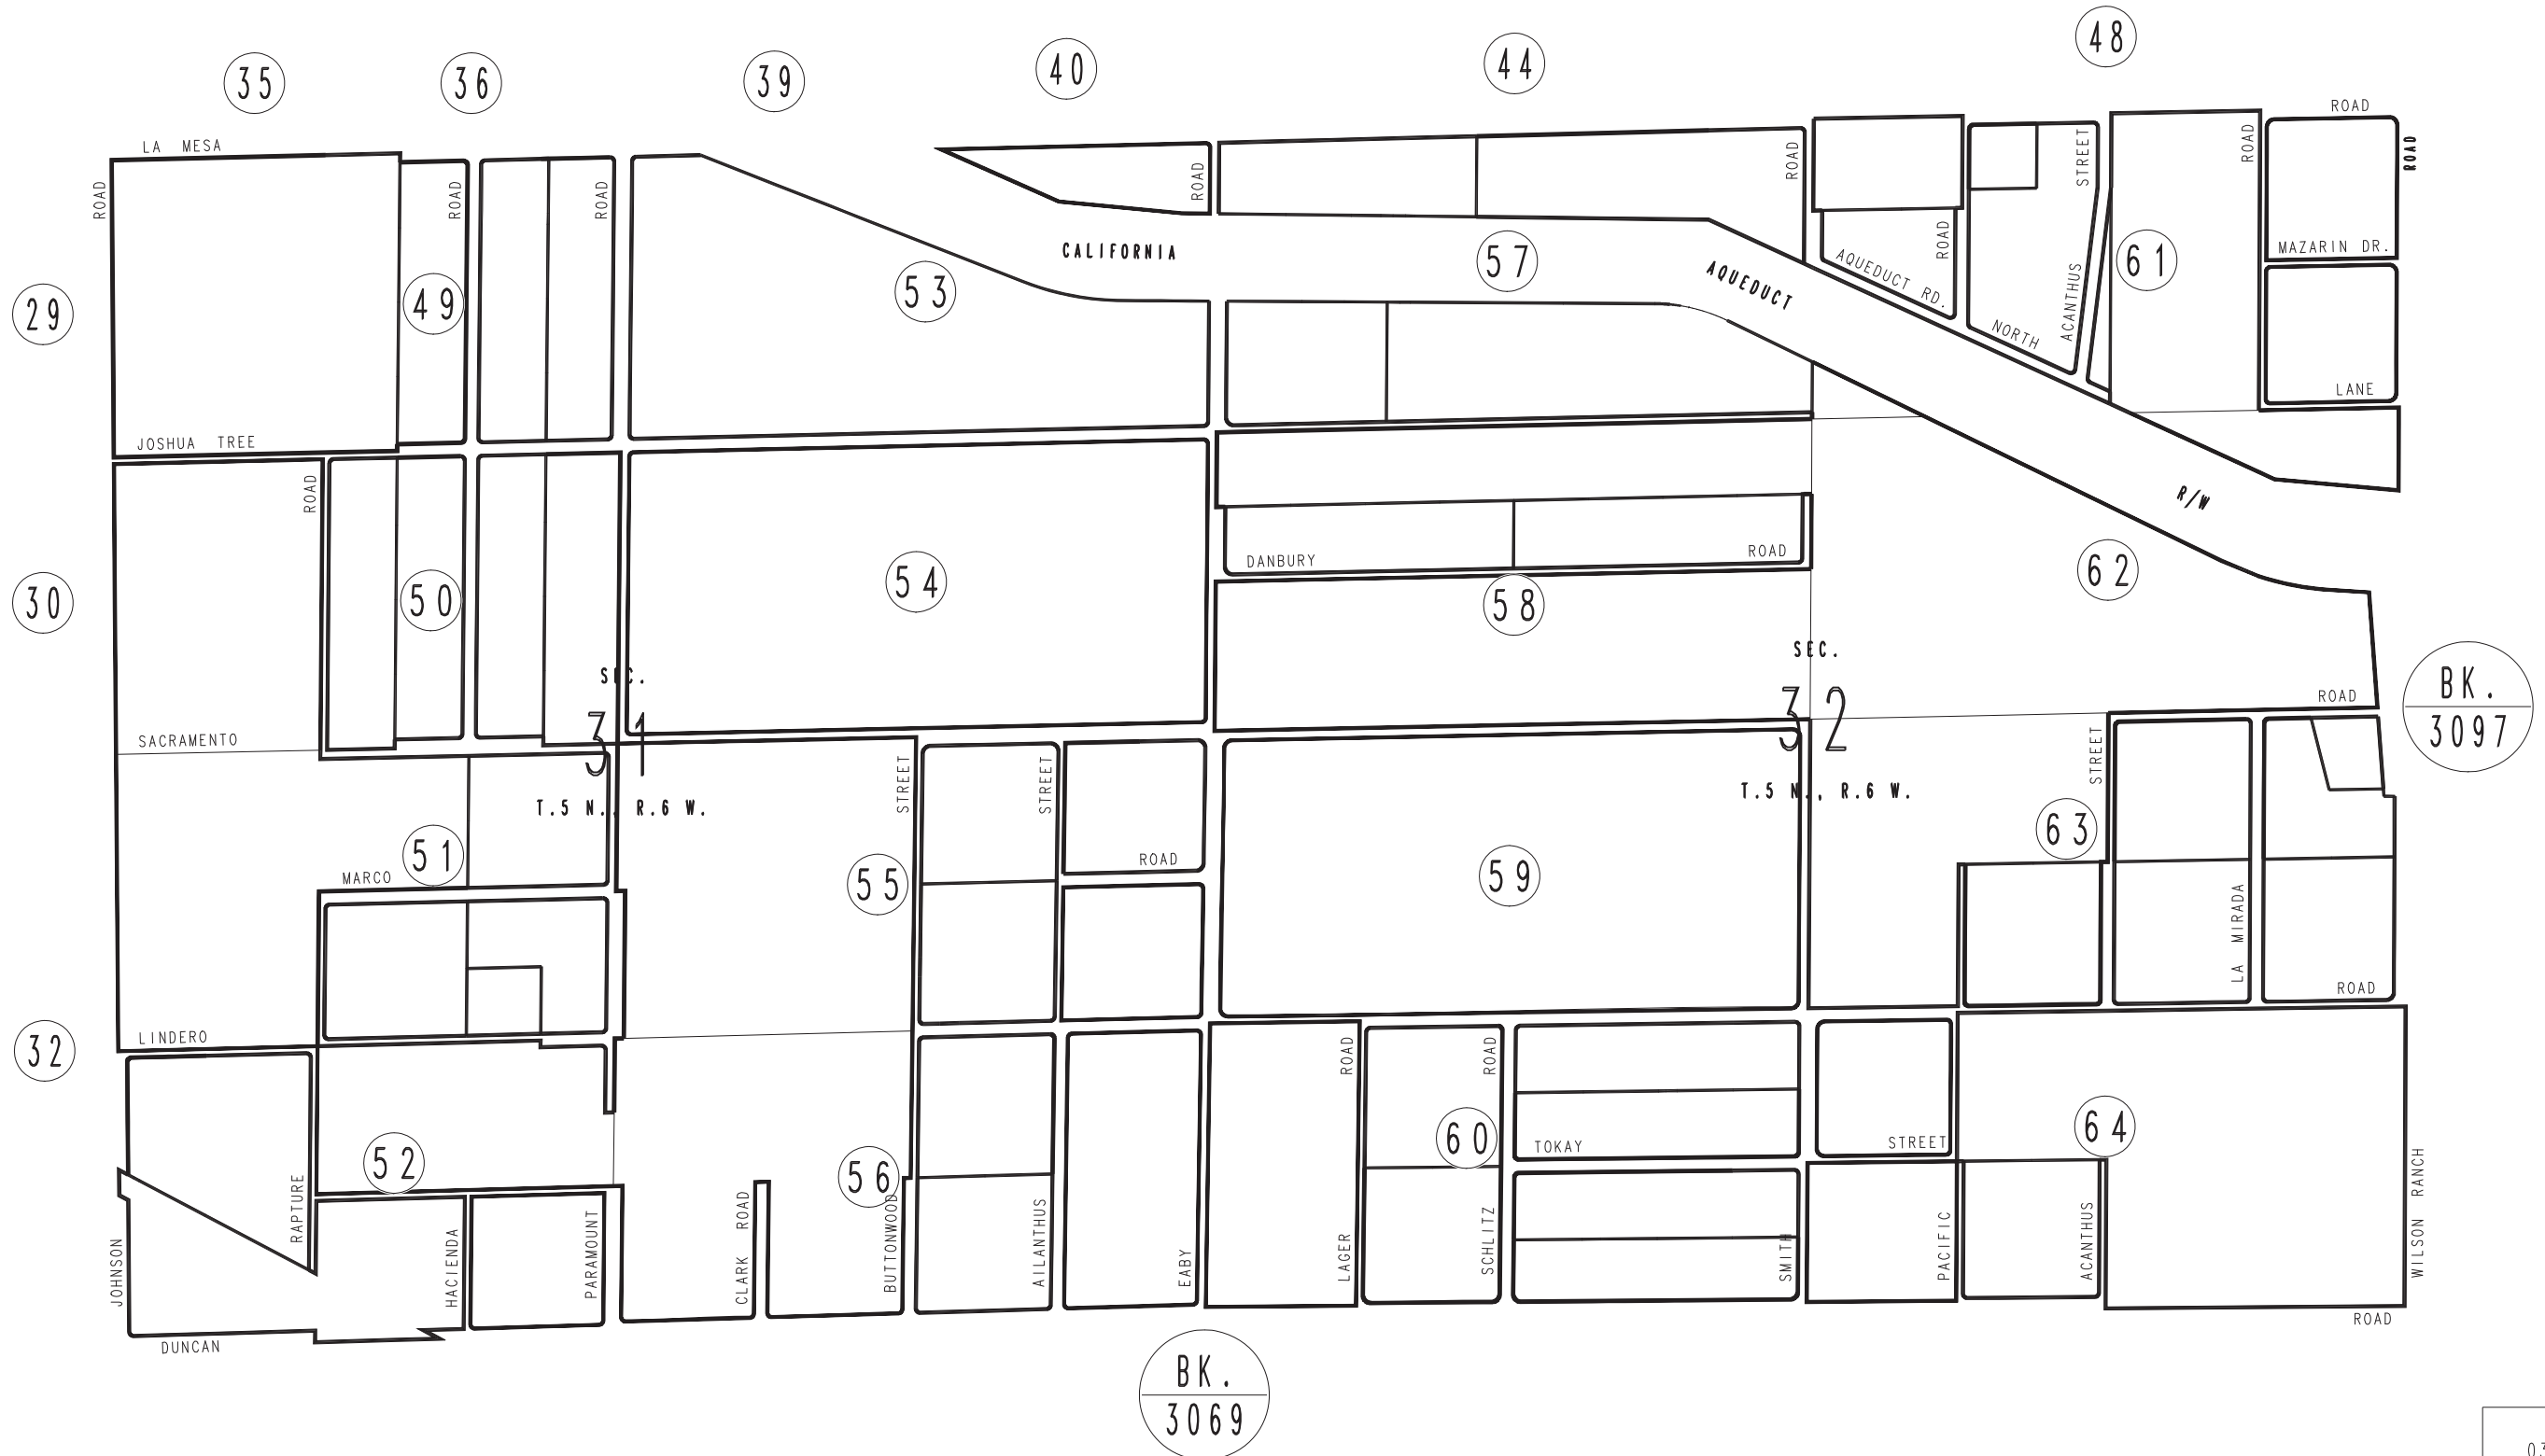 48
40
44
35
36
39
ROAD
LA MESA
ROAD
ROAD
ROAD
ROAD
ROAD
STREET
ROAD
ROAD
CALIFORNIA
57
AQUEDUCT
AQUEDUCT RD.
ROAD
ACANTHUS
61
MAZARIN DR.
29
49
53
NORTH
LANE
JOSHUA TREE
ROAD
R/W
30
50
54
DANBURY
ROAD
58
62
SEC.
31
T.5 N., R.6 W.
SEC.
32
T.5 N., R.6 W.
ROAD
BK.
3097
SACRAMENTO
STREET
STREET
STREET
ROAD
MARCO
51
55
59
63
LA MIRADA
ROAD
32
LINDERO
ROAD
ROAD
52
56
60
TOKAY
STREET
64
JOHNSON
RAPTURE
HACIENDA
PARAMOUNT
CLARK ROAD
BUTTONWOOD
AILANTHUS
EABY
LAGER
SCHLITZ
SMITH
PACIFIC
ACANTHUS
WILSON RANCH
DUNCAN
ROAD
BK.
3069